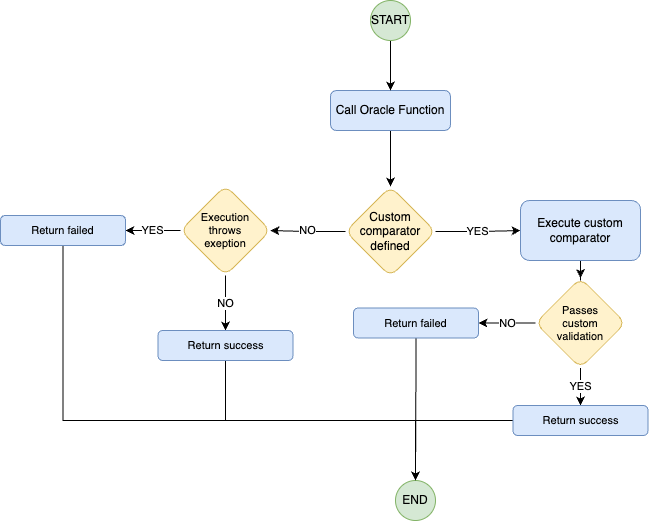 START
Call Oracle Function
Execution
throws
exeption
Custom
comparator
defined
Execute custom
comparator
Return failed
YES
NO
YES
NO
Passes
custom
validation
Return failed
NO
Return success
YES
Return success
END